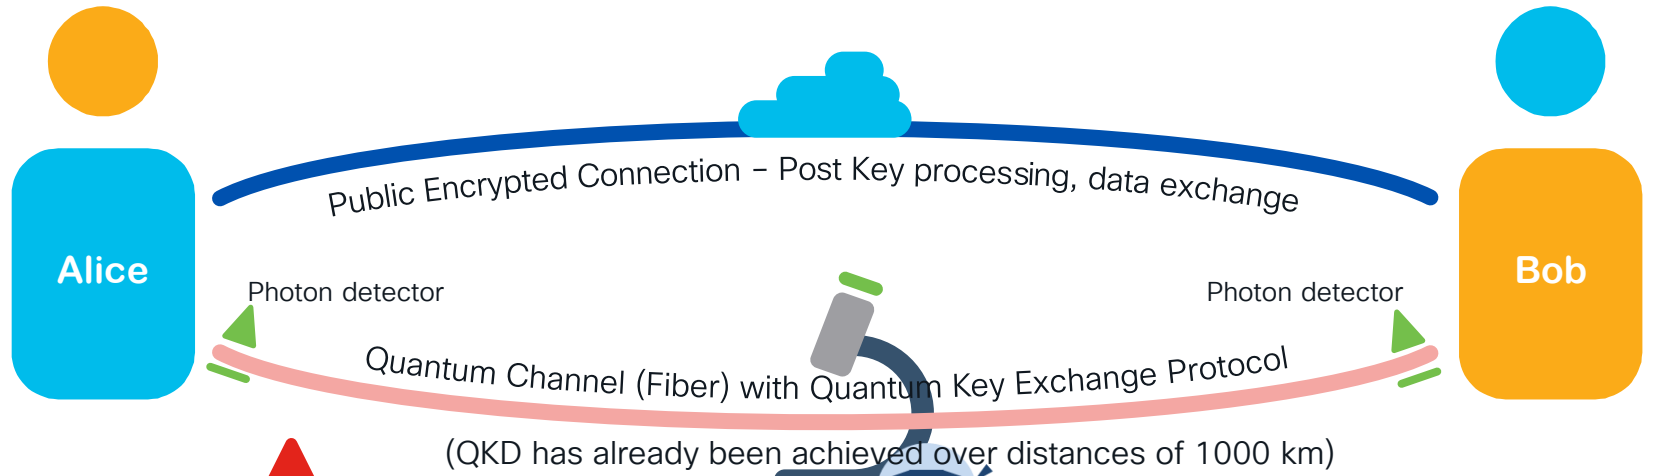 Public Encrypted Connection – Post Key processing, data exchange
Alice
Bob
Photon detector
Photon detector
Quantum Channel (Fiber) with Quantum Key Exchange Protocol
(QKD has already been achieved over distances of 1000 km)